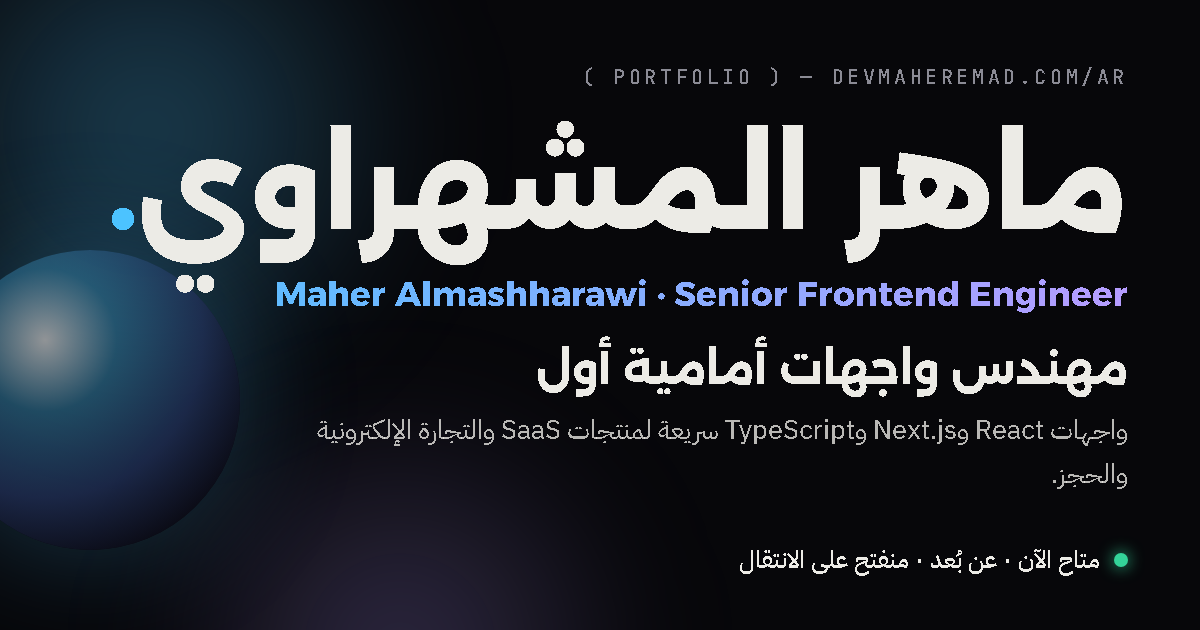 ( PORTFOLIO ) — DEVMAHEREMAD.COM/AR
ماهر المشهراوي.
Maher Almashharawi · Senior Frontend Engineer
مهندس واجهات أمامية أول
واجهات React وNext.js وTypeScript سريعة لمنتجات SaaS والتجارة الإلكترونية
والحجز.
متاح الآن · عن بُعد · منفتح على الانتقال